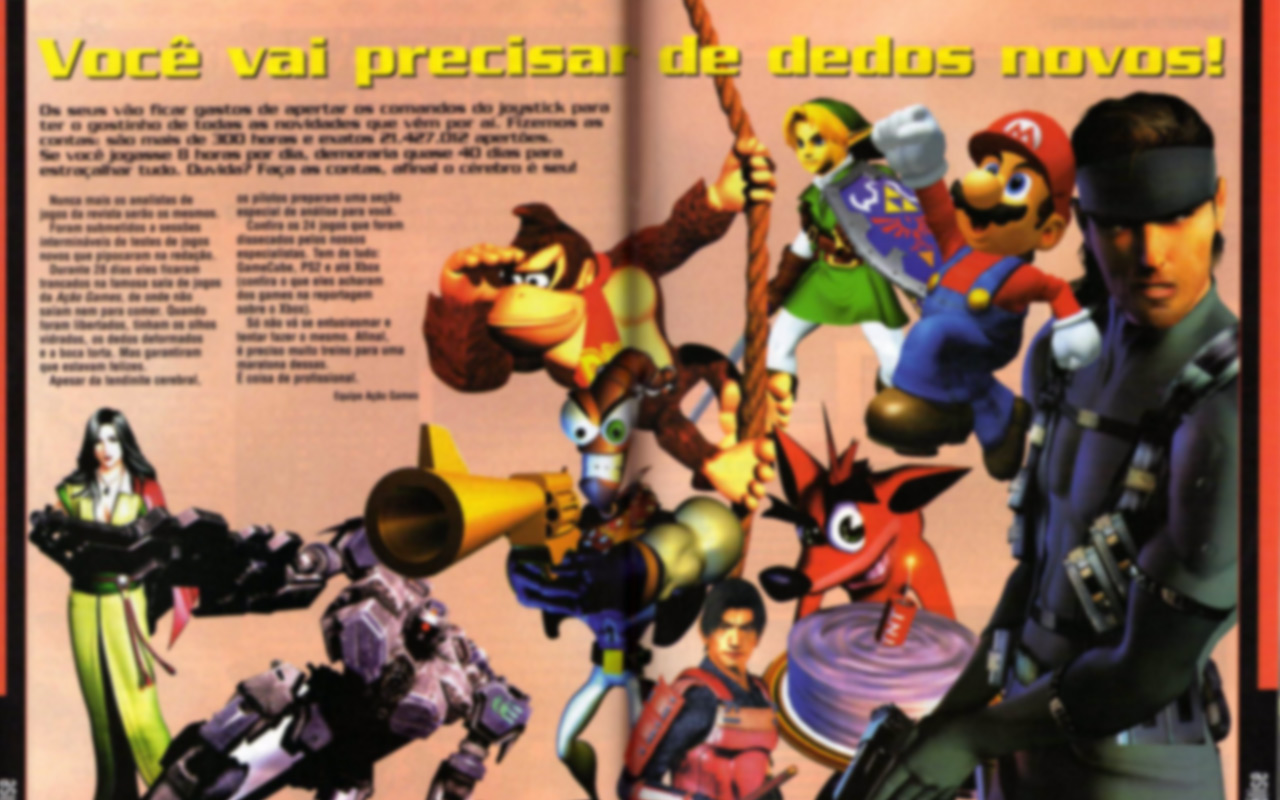 Você vai precisar de dedos novos!
Os seus vão ficar gastos de apertar os comandos do joystick para
ter o gostinho de todas as novidades que vêm por aí. Fizemos as
contas: são mais de 300 horas e exatos 21.427.012 apertões.
Se você jogasse 8 horas por dia, demoraria quase 40 dias para
estraçalhar tudo. Duvida? Faça as contas, afinal o cérebro é seu!
Nunca mais os analistas de
jogos da revista serão os mesmos.
Foram submetidos a sessões
intermináveis de testes de jogos
novos que pipocaram na redação.
Durante 28 dias eles ficaram
trancados na famosa sala de jogos
da Ação Games, de onde não
saíam nem para comer. Quando
foram libertados, tinham os olhos
vidrados, os dedos deformados
e a boca torta. Mas garantiram
que estavam felizes.
Apesar da tendinite cerebral,
os pilotos preparam uma seção
especial de análise para você.
Confira os 24 jogos que foram
dissecados pelos nossos
especialistas. Tem de tudo:
GameCube, PS2 e até Xbox
(confira o que eles acharam
dos games na reportagem
sobre o Xbox).
Só não vá se entusiasmar e
tentar fazer o mesmo. Afinal,
é preciso muito treino para uma
maratona dessas.
É coisa de profissional.
Equipe Ação Games
TNT